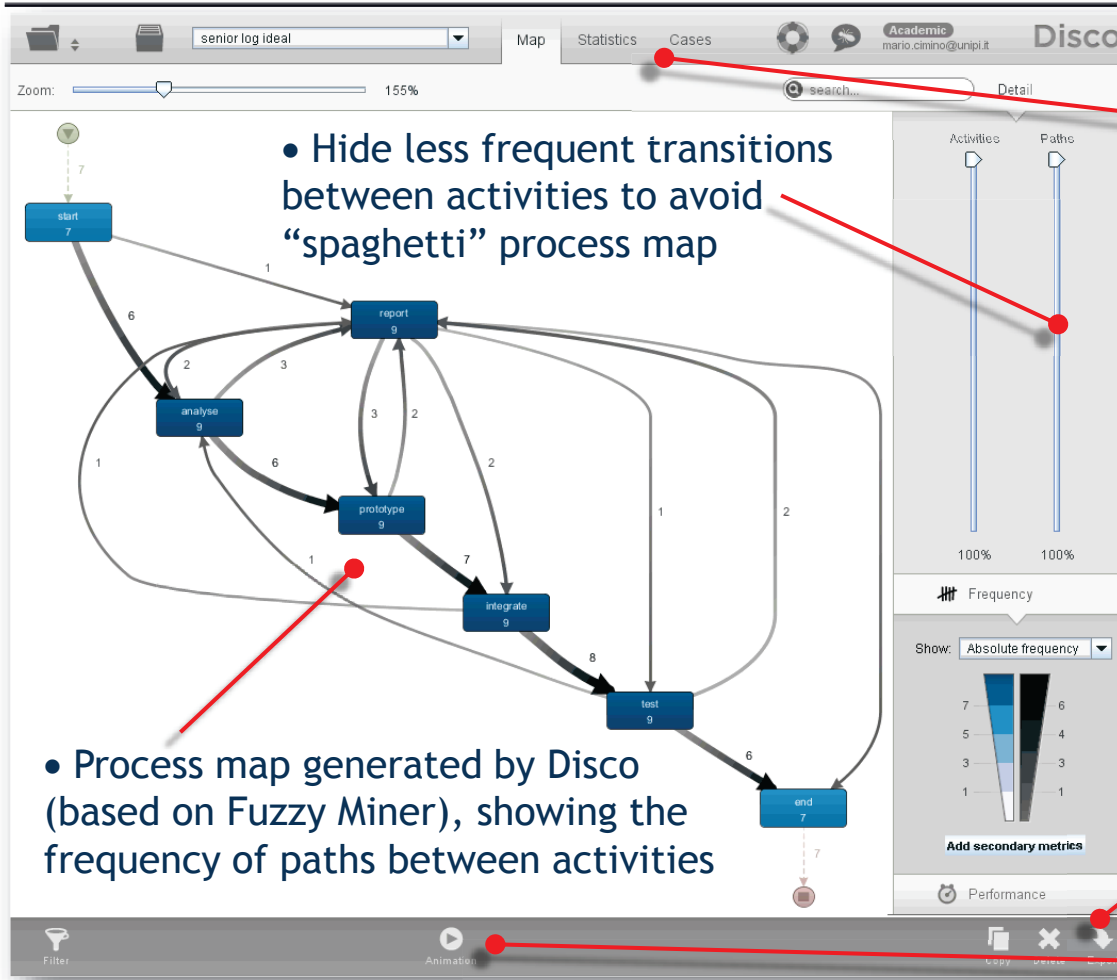 senior log ideal
Map
Statistics
Cases
Academic
mario.cimino@unipi.it
Disco
Zoom:
155%
search...
Detail
• Hide less frequent transitions
between activities to avoid
“spaghetti” process map
Activities
Paths
100%
100%
7
start
7
1
6
report
9
2
3
analyse
9
3
2
1
6
2
prototype
9
1
2
1
7
integrate
9
8
test
9
6
end
7
7
• Process map generated by Disco
(based on Fuzzy Miner), showing the
frequency of paths between activities
Frequency
Show:
Absolute frequency
7
6
5
4
3
3
1
1
Add secondary metrics
Performance
Filter
Animation
Copy
Delete